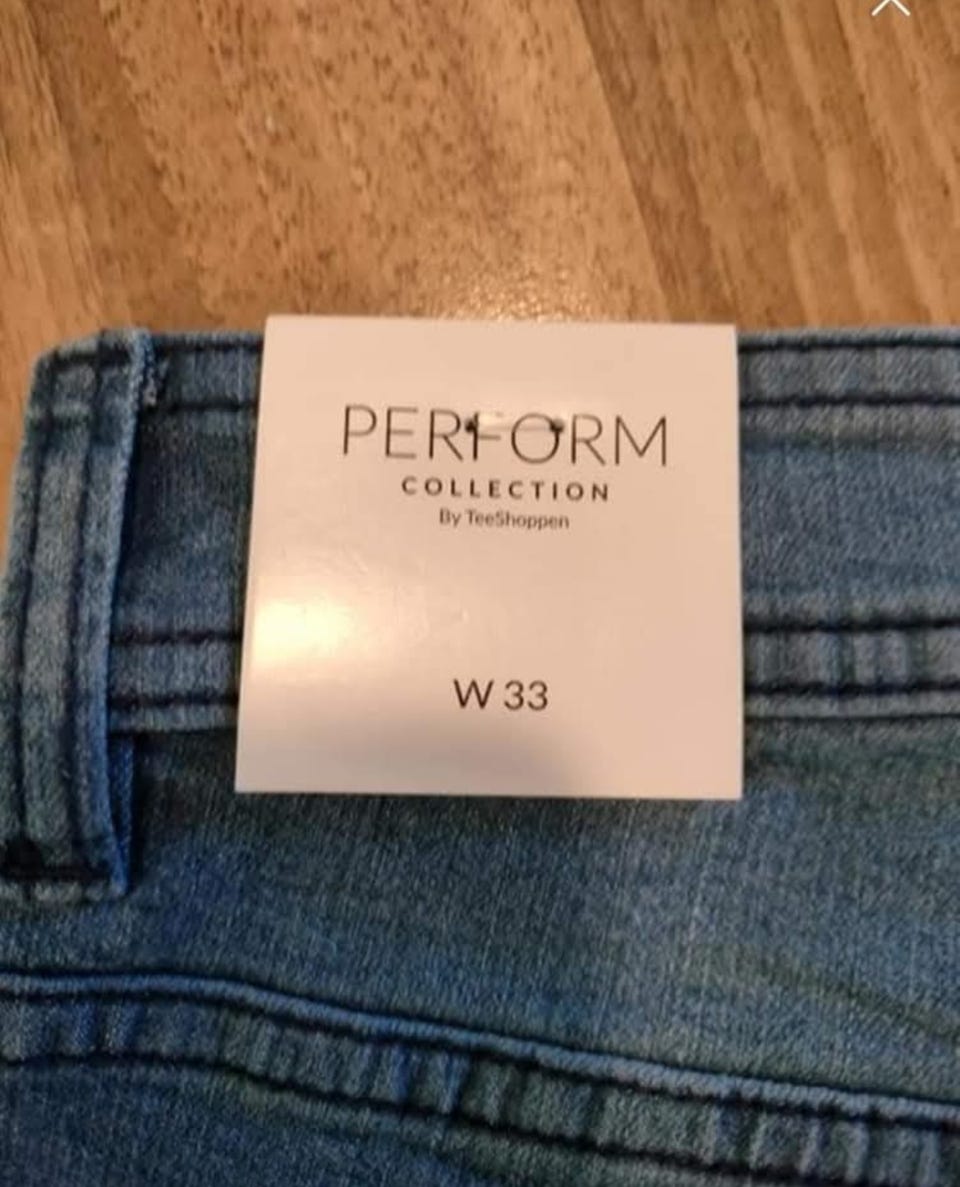 PERFORM
COLLECTION
By TeeShoppen
W 33